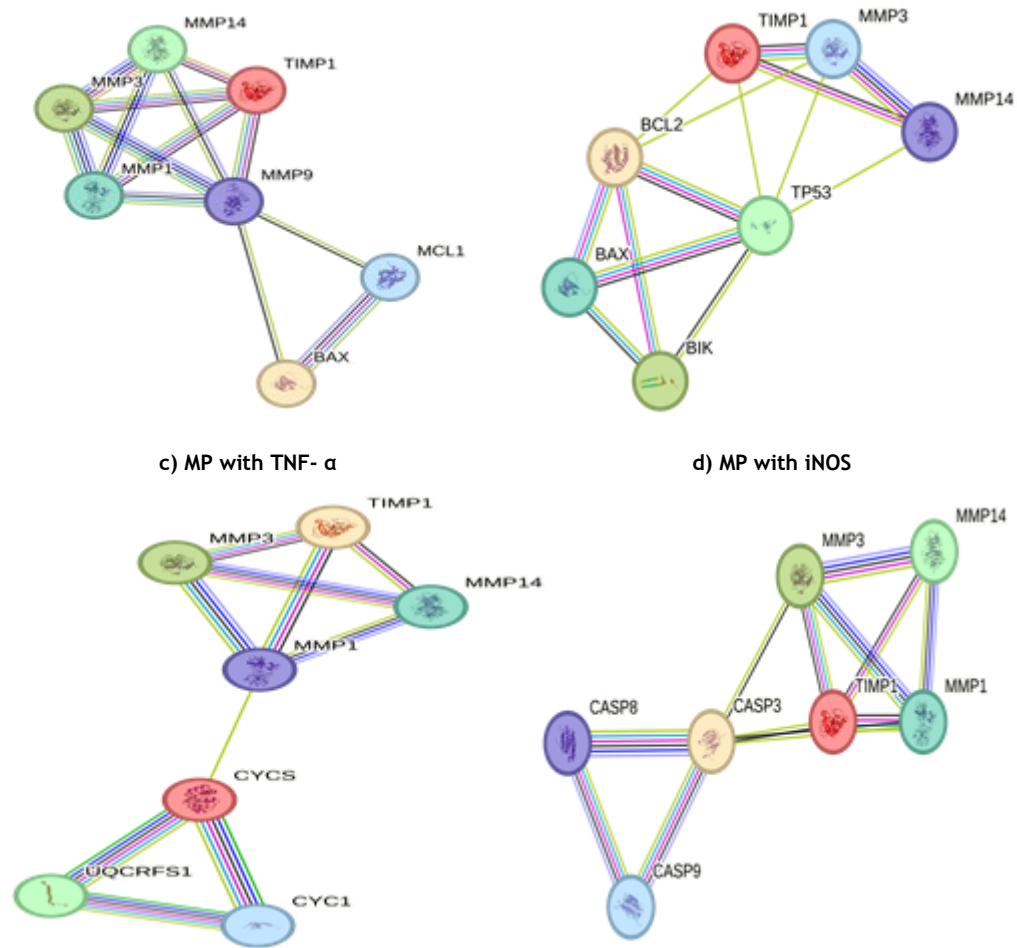 MMP14
TIMP1
MMP3
MMP1
MMP9
MCL1
BAX
TIMP1
MMP3
MMP14
BCL2
TP53
BAX
BIK
c) MP with TNF- α
d) MP with iNOS
TIMP1
MMP3
MMP14
MMP1
CYCS
UQCRFS1
CYC1
MMP14
MMP3
TIMP1
MMP1
CASP8
CASP3
CASP9